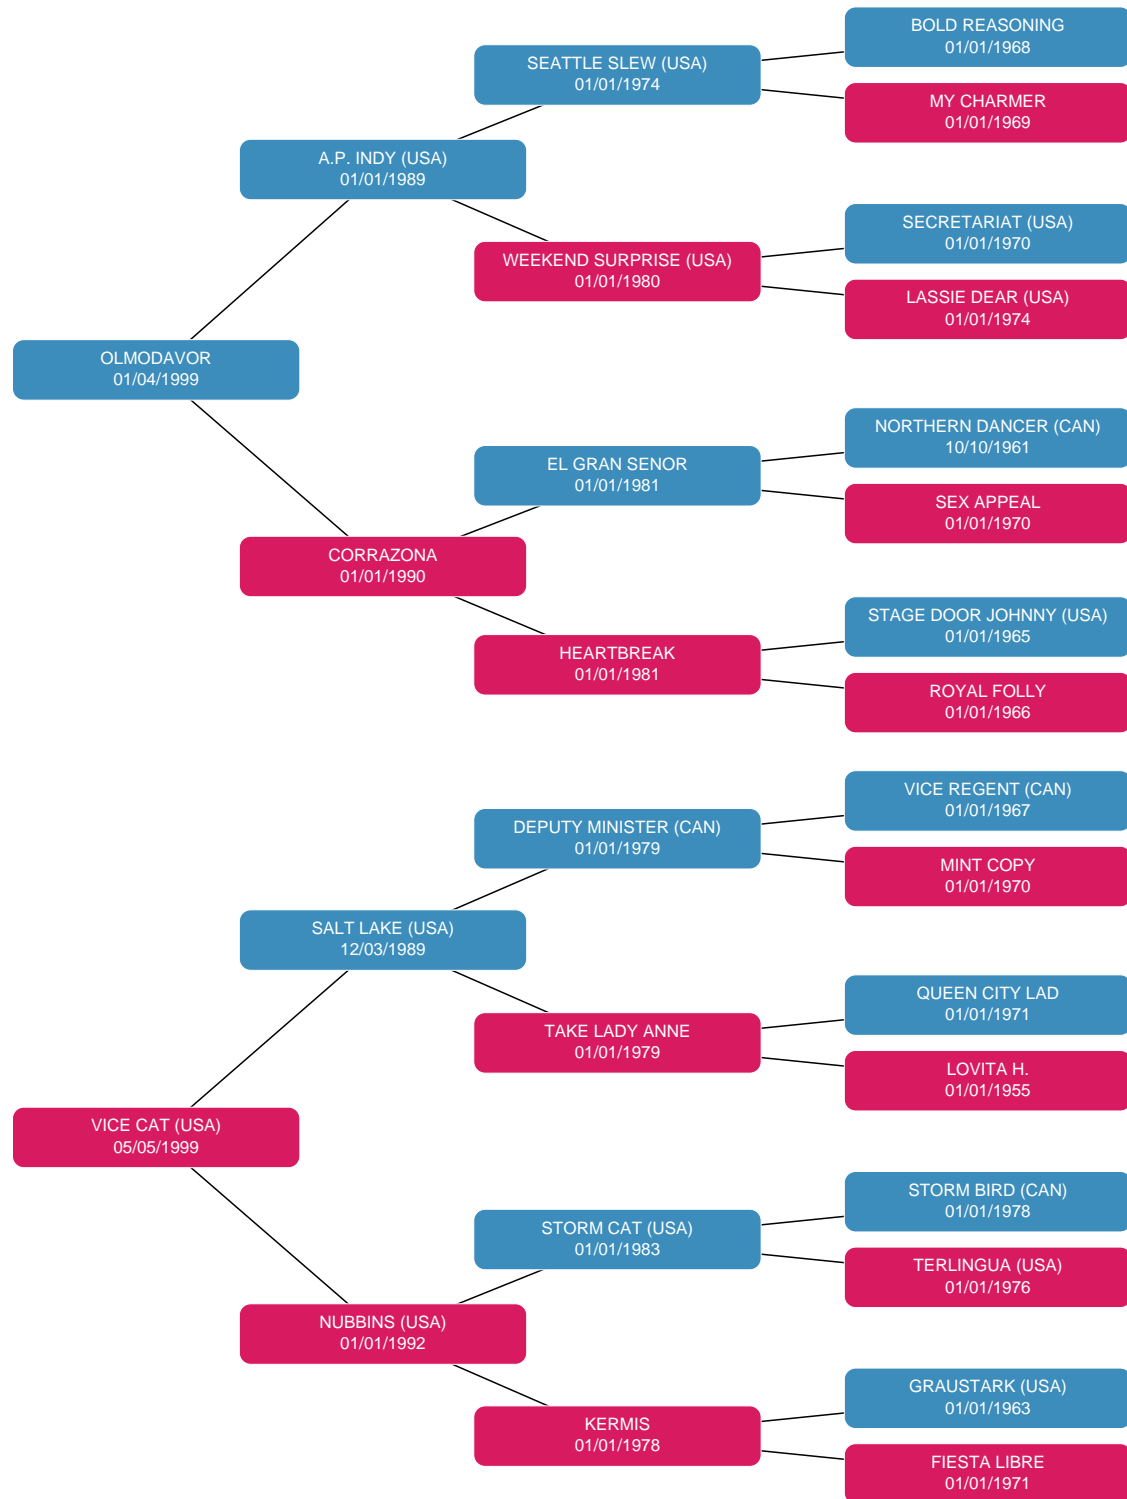 BOLD REASONING
01/01/1968
SEATTLE SLEW (USA)
01/01/1974
MY CHARMER
01/01/1969
A.P. INDY (USA)
01/01/1989
SECRETARIAT (USA)
01/01/1970
WEEKEND SURPRISE (USA)
01/01/1980
LASSIE DEAR (USA)
01/01/1974
OLMODAVOR
01/04/1999
NORTHERN DANCER (CAN)
10/10/1961
EL GRAN SENOR
01/01/1981
SEX APPEAL
01/01/1970
CORRAZONA
01/01/1990
STAGE DOOR JOHNNY (USA)
01/01/1965
HEARTBREAK
01/01/1981
ROYAL FOLLY
01/01/1966
VICE REGENT (CAN)
01/01/1967
DEPUTY MINISTER (CAN)
01/01/1979
MINT COPY
01/01/1970
SALT LAKE (USA)
12/03/1989
QUEEN CITY LAD
01/01/1971
TAKE LADY ANNE
01/01/1979
LOVITA H.
01/01/1955
VICE CAT (USA)
05/05/1999
STORM BIRD (CAN)
01/01/1978
STORM CAT (USA)
01/01/1983
TERLINGUA (USA)
01/01/1976
NUBBINS (USA)
01/01/1992
GRAUSTARK (USA)
01/01/1963
KERMIS
01/01/1978
FIESTA LIBRE
01/01/1971